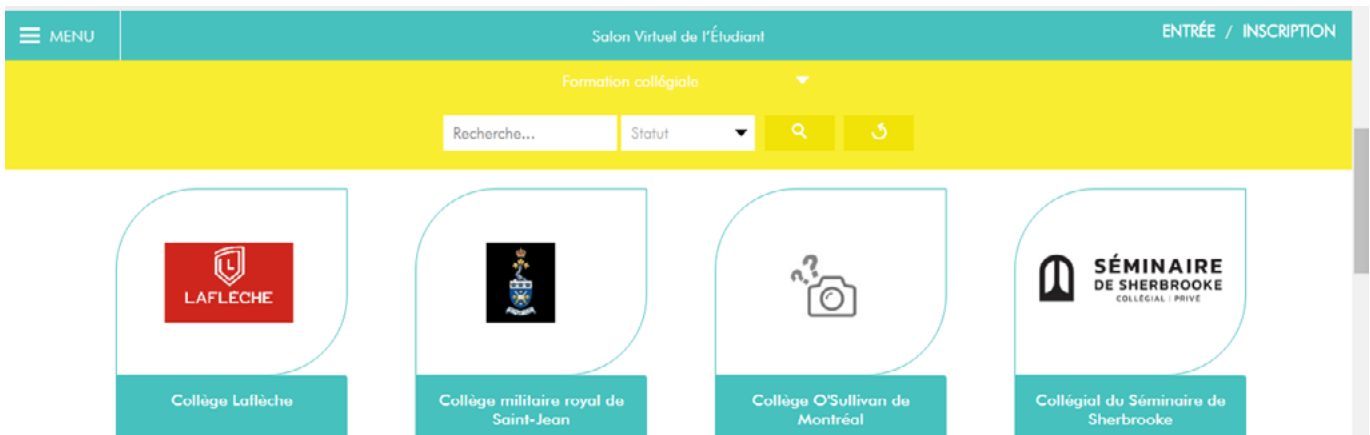 MENU
Salon Virtuel de l'Étudiant
ENTRÉE / INSCRIPTION
Formation collégiale
Recherche...
Statut
L
LAFLÈCHE
??
SÉMINAIRE
DE SHERBROOKE
COLLÉGIAL | PRIVÉ
Collège Laflèche
Collège militaire royal de
Saint-Jean
Collège O'Sullivan de
Montréal
Collégial du Séminaire de
Sherbrooke